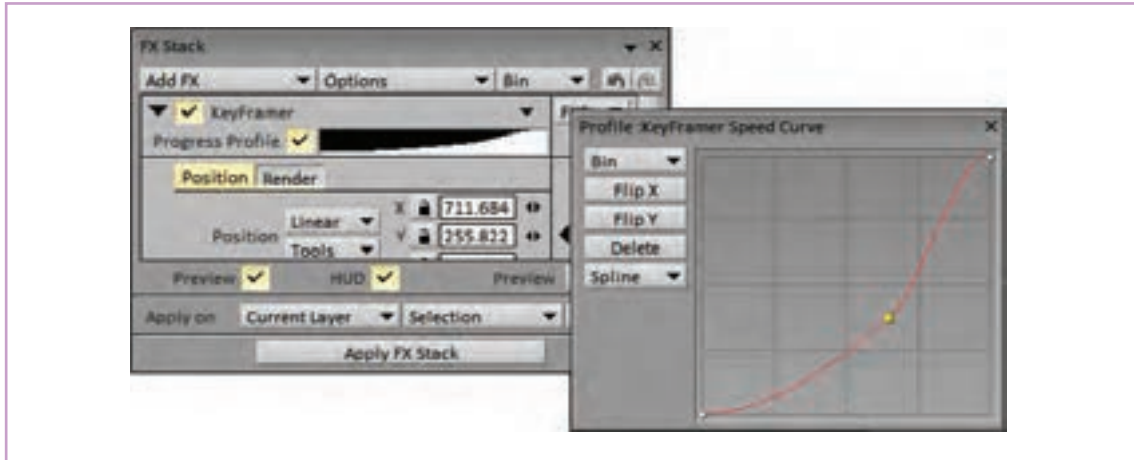 FX Stack
Add FX Options Bin
KeyFramer
Progress Profile
Position Render
Position Linear X 711.684
Tools Y 255.822
Preview HUD Preview
Apply on Current Layer Selection
Apply FX Stack
Profile :KeyFramer Speed Curve
Bin
Flip X
Flip Y
Delete
Spline